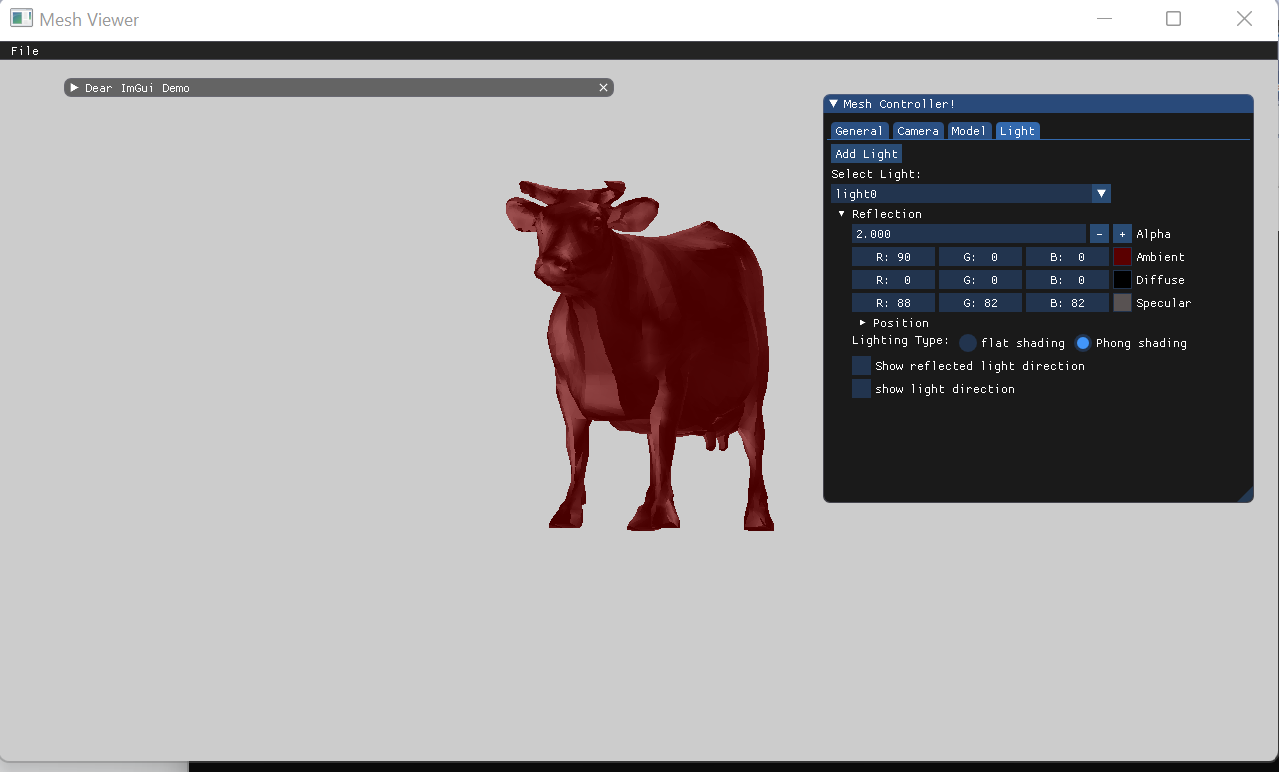 Mesh Viewer
File
Dear ImGui Demo
Mesh Controller!
General Camera Model Light
Add Light
Select Light:
light0
Reflection
2.000 - + Alpha
R: 90 G: 0 B: 0 Ambient
R: 0 G: 0 B: 0 Diffuse
R: 88 G: 82 B: 82 Specular
Position
Lighting Type: flat shading Phong shading
Show reflected light direction
show light direction